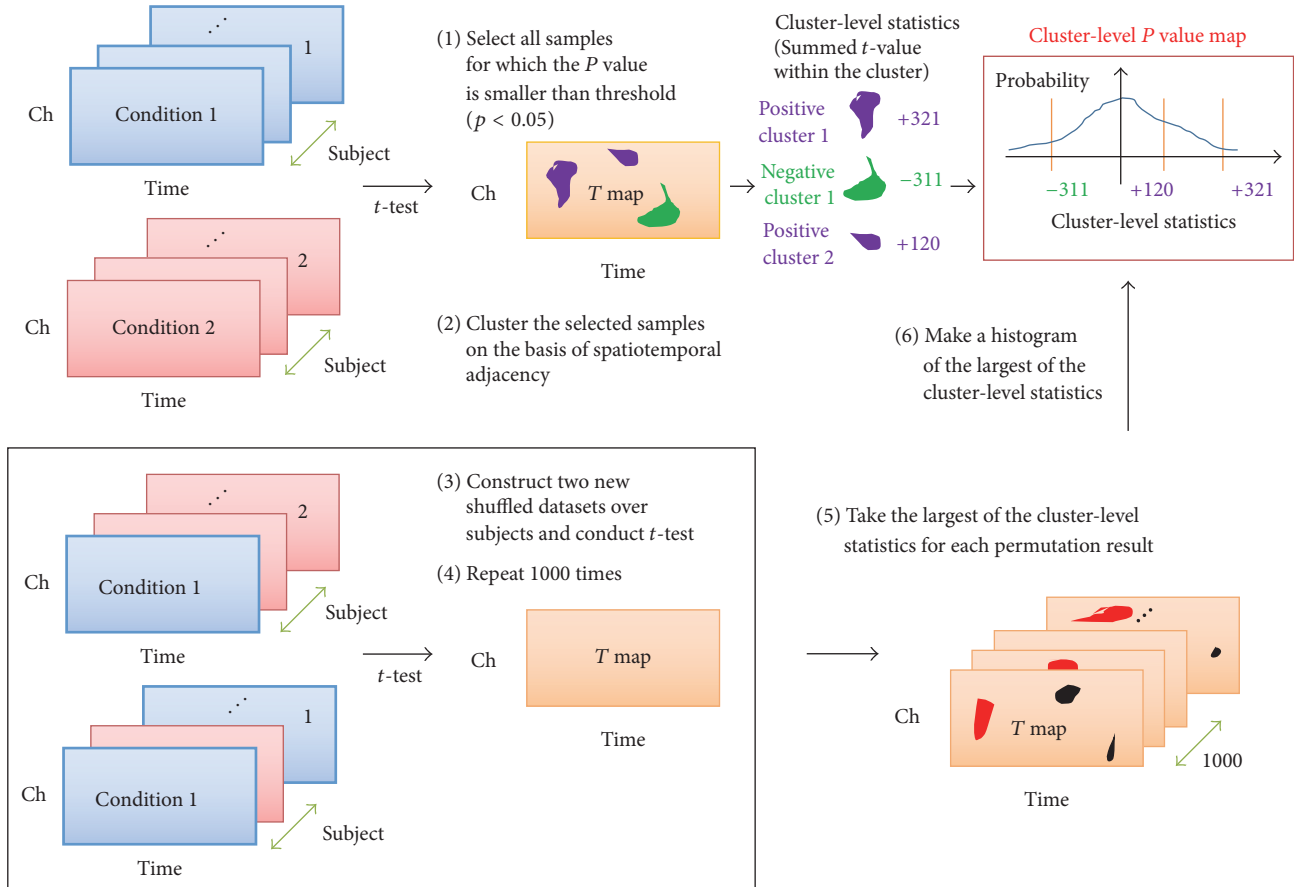 1
Ch
Condition 1
Subject
Time
2
Ch
Condition 2
Subject
Time
t-test
(1) Select all samples
for which the P value
is smaller than threshold
(p < 0.05)
Ch
T map
Time
(2) Cluster the selected samples
on the basis of spatiotemporal
adjacency
Cluster-level statistics
(Summed t-value
within the cluster)
Positive
cluster 1
+321
Negative
cluster 1
−311
Positive
cluster 2
+120
Cluster-level P value map
Probability
−311
+120
+321
Cluster-level statistics
(6) Make a histogram
of the largest of the
cluster-level statistics
2
Ch
Condition 1
Subject
Time
1
Ch
Condition 1
Subject
Time
t-test
(3) Construct two new
shuffled datasets over
subjects and conduct t-test
(4) Repeat 1000 times
Ch
T map
Time
(5) Take the largest of the cluster-level
statistics for each permutation result
Ch
T map
1000
Time